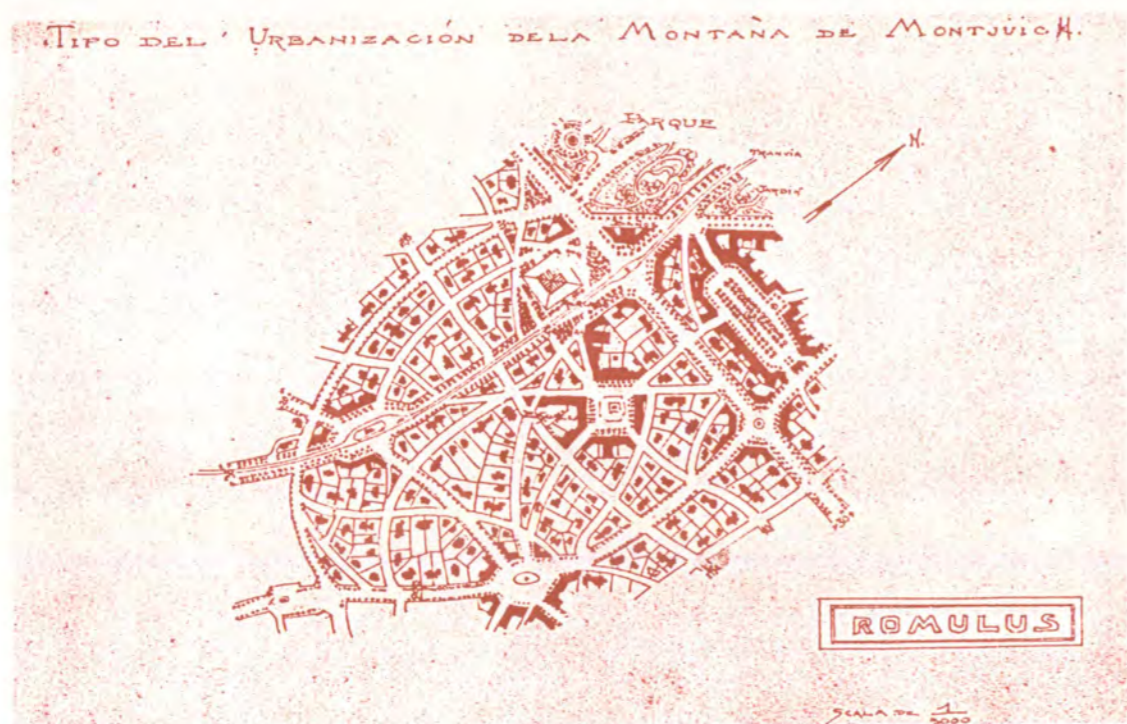 TIPO DEL URBANIZACIÓN DELA MONTAÑA DE MONTJUICH.
PARQUE
TRANVIA
N.
JARDIN
ROMULUS
SCALA DE 1/5000